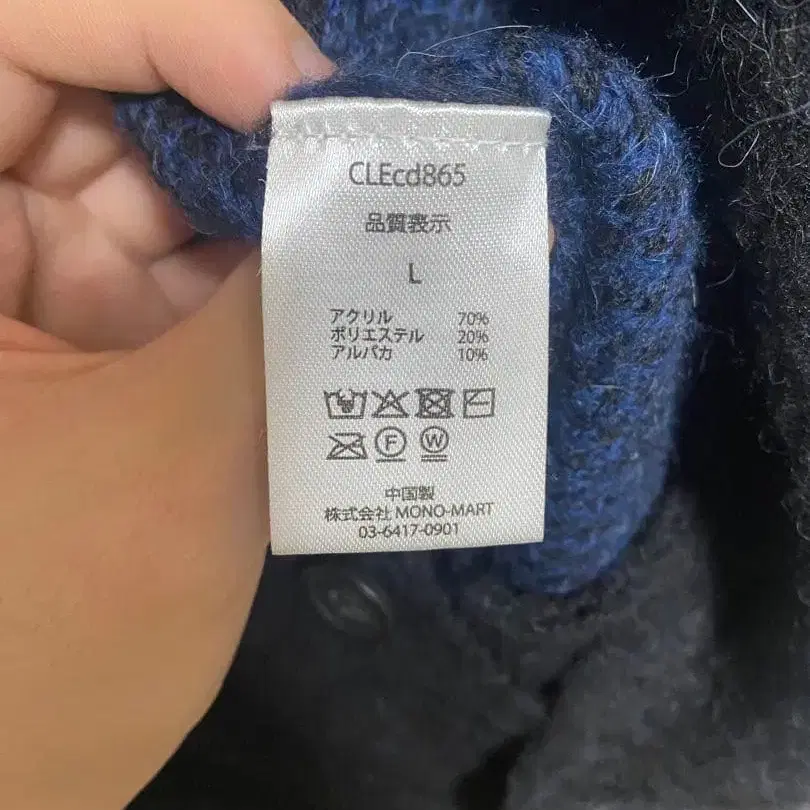 CLEcd865
品質表示
L
アクリル 70%
ポリエステル 20%
アルパカ 10%
F W
中国製
株式会社 MONO-MART
03-6417-0901